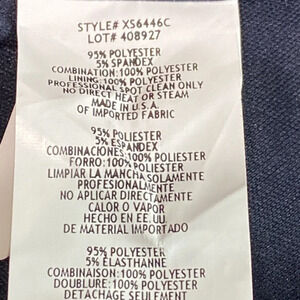 STYLE# XS6446C
LOT# 408927
95% POLYESTER
5% SPANDEX
COMBINATION: 100% POLYESTER
LINING: 100% POLYESTER
PROFESSIONAL SPOT CLEAN ONLY
NO DIRECT HEAT OR STEAM
MADE IN U.S.A.
OF IMPORTED FABRIC
95% POLIESTER
5% ESPANDEX
COMBINACIONES: 100% POLIESTER
FORRO: 100% POLIESTER
LIMPIAR LA MANCHA SOLAMENTE
PROFESIONALMENTE
NO APLICAR DIRECTAMENTE
CALOR O VAPOR
HECHO EN EE.UU.
DE MATERIAL IMPORTADO
95% POLYESTER
5% ÉLASTHANNE
COMBINAISON: 100% POLYESTER
DOUBLURE: 100% POLYESTER
DETACHAGE SEULEMENT